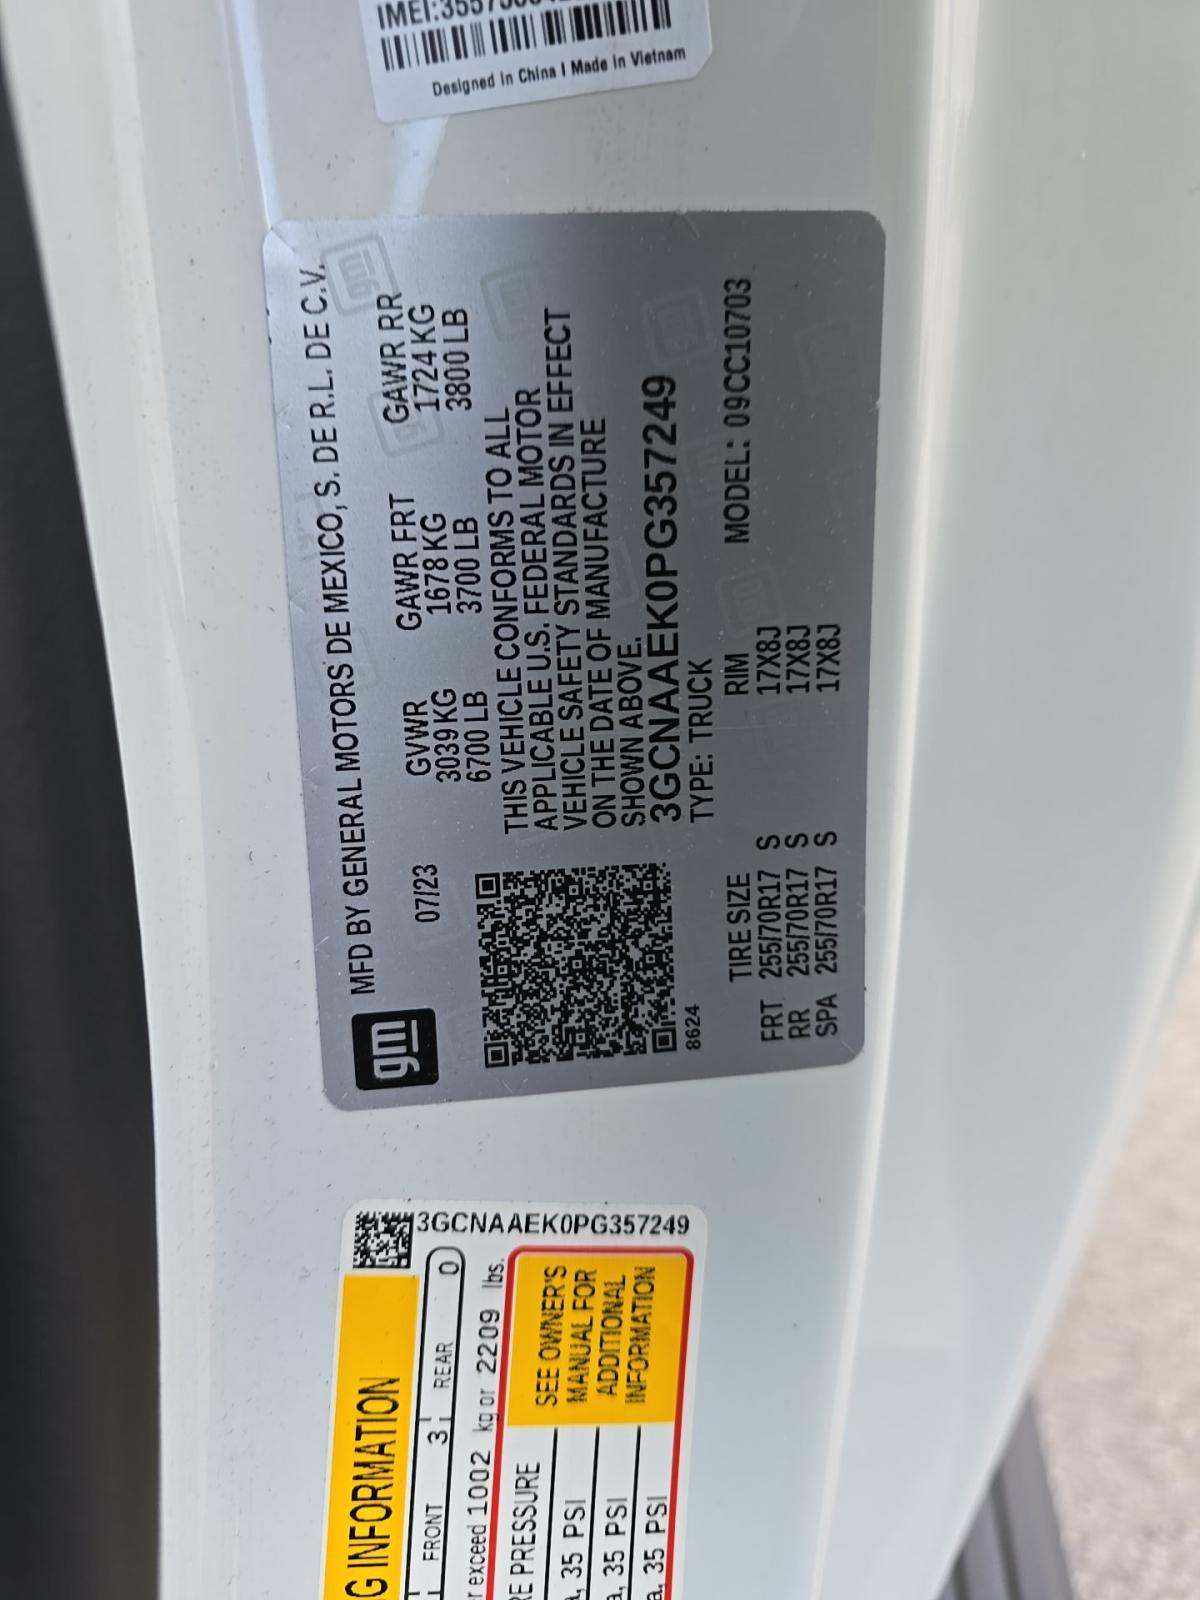 Designed in China | Made in Vietnam
gm
MFD BY GENERAL MOTORS DE MEXICO, S. DE R.L. DE C.V.
07/23 GVWR GAWR FRT GAWR RR
3039 KG 1678 KG 1724 KG
6700 LB 3700 LB 3800 LB
THIS VEHICLE CONFORMS TO ALL
APPLICABLE U.S. FEDERAL MOTOR
VEHICLE SAFETY STANDARDS IN EFFECT
ON THE DATE OF MANUFACTURE
SHOWN ABOVE.
3GCNAAEK0PG357249
8624 TYPE: TRUCK
TIRE SIZE RIM MODEL: 09CC10703
FRT 255/70R17 S 17X8J
RR 255/70R17 S 17X8J
SPA 255/70R17 S 17X8J
3GCNAAEK0PG357249
INFORMATION
FRONT 3 REAR 0
exceed 1002 kg or 2209 lbs.
PRESSURE SEE OWNER'S
MANUAL FOR
ADDITIONAL
INFORMATION
35 PSI
35 PSI
35 PSI